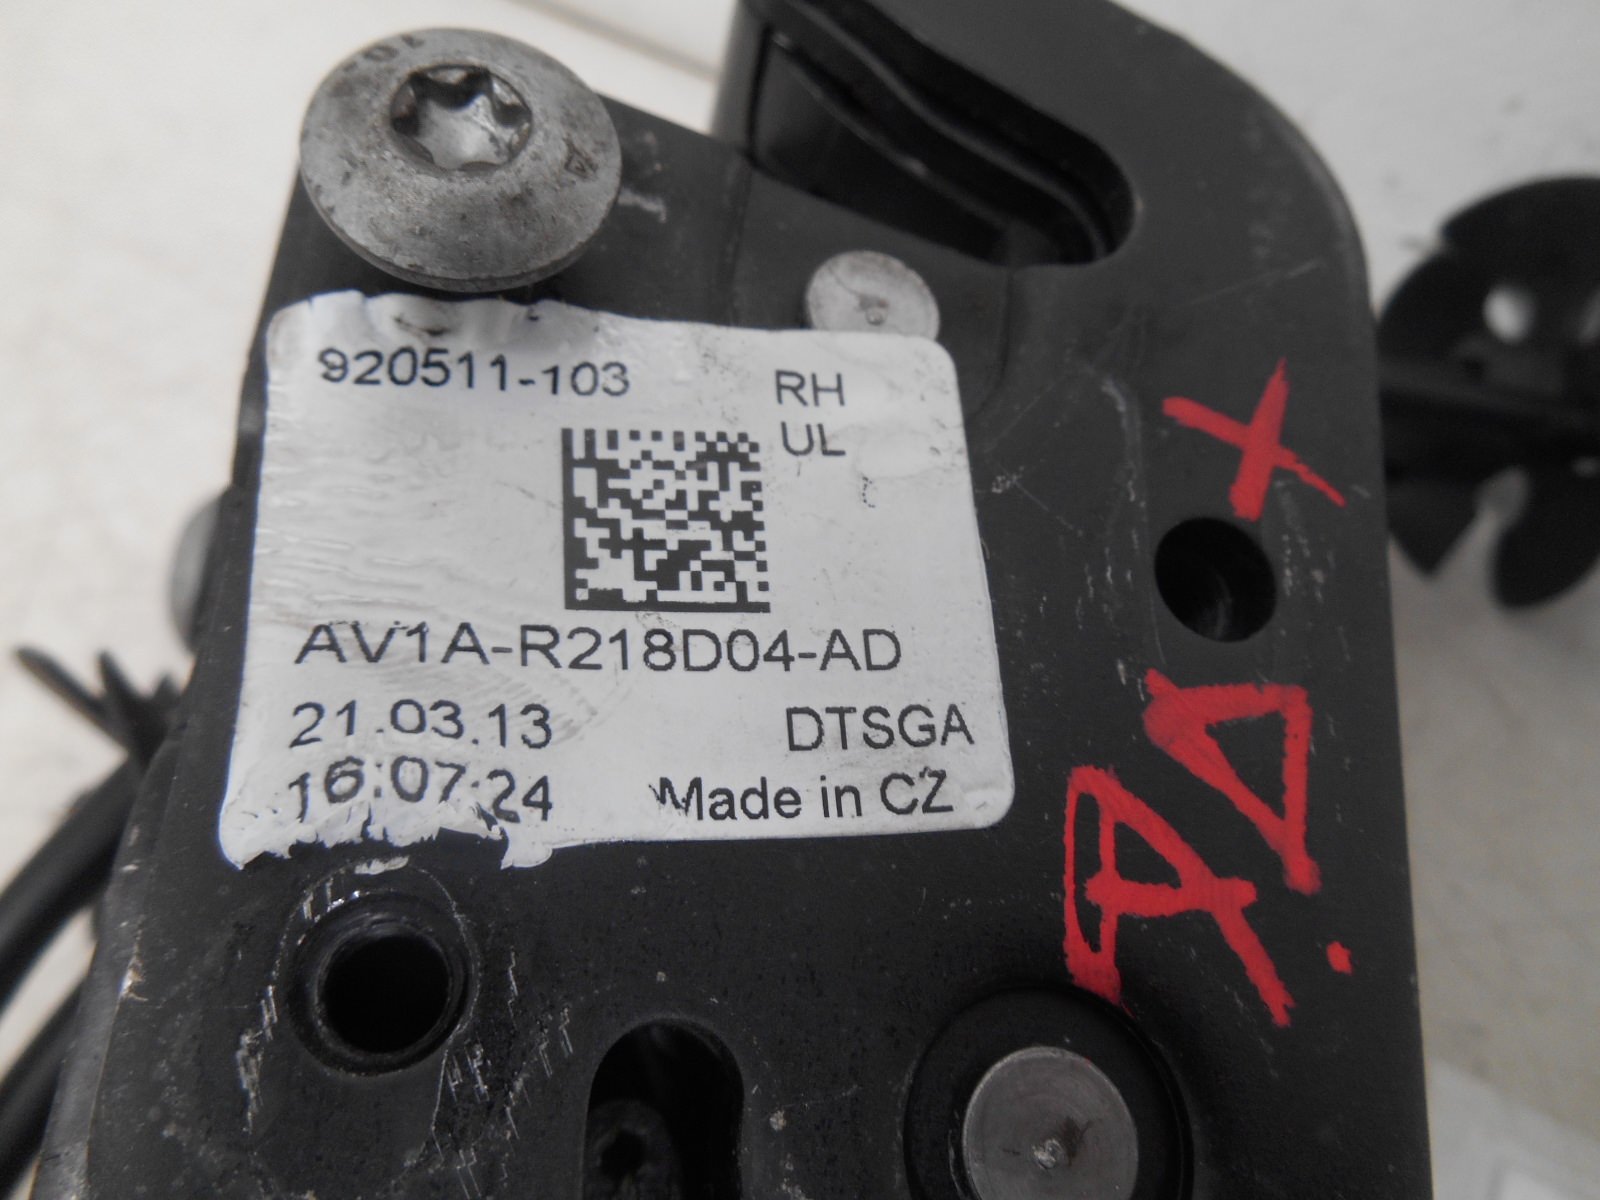 920511-103
RH
UL
AV1A-R218D04-AD
21.03.13
DTSGA
16:07:24
Made in CZ